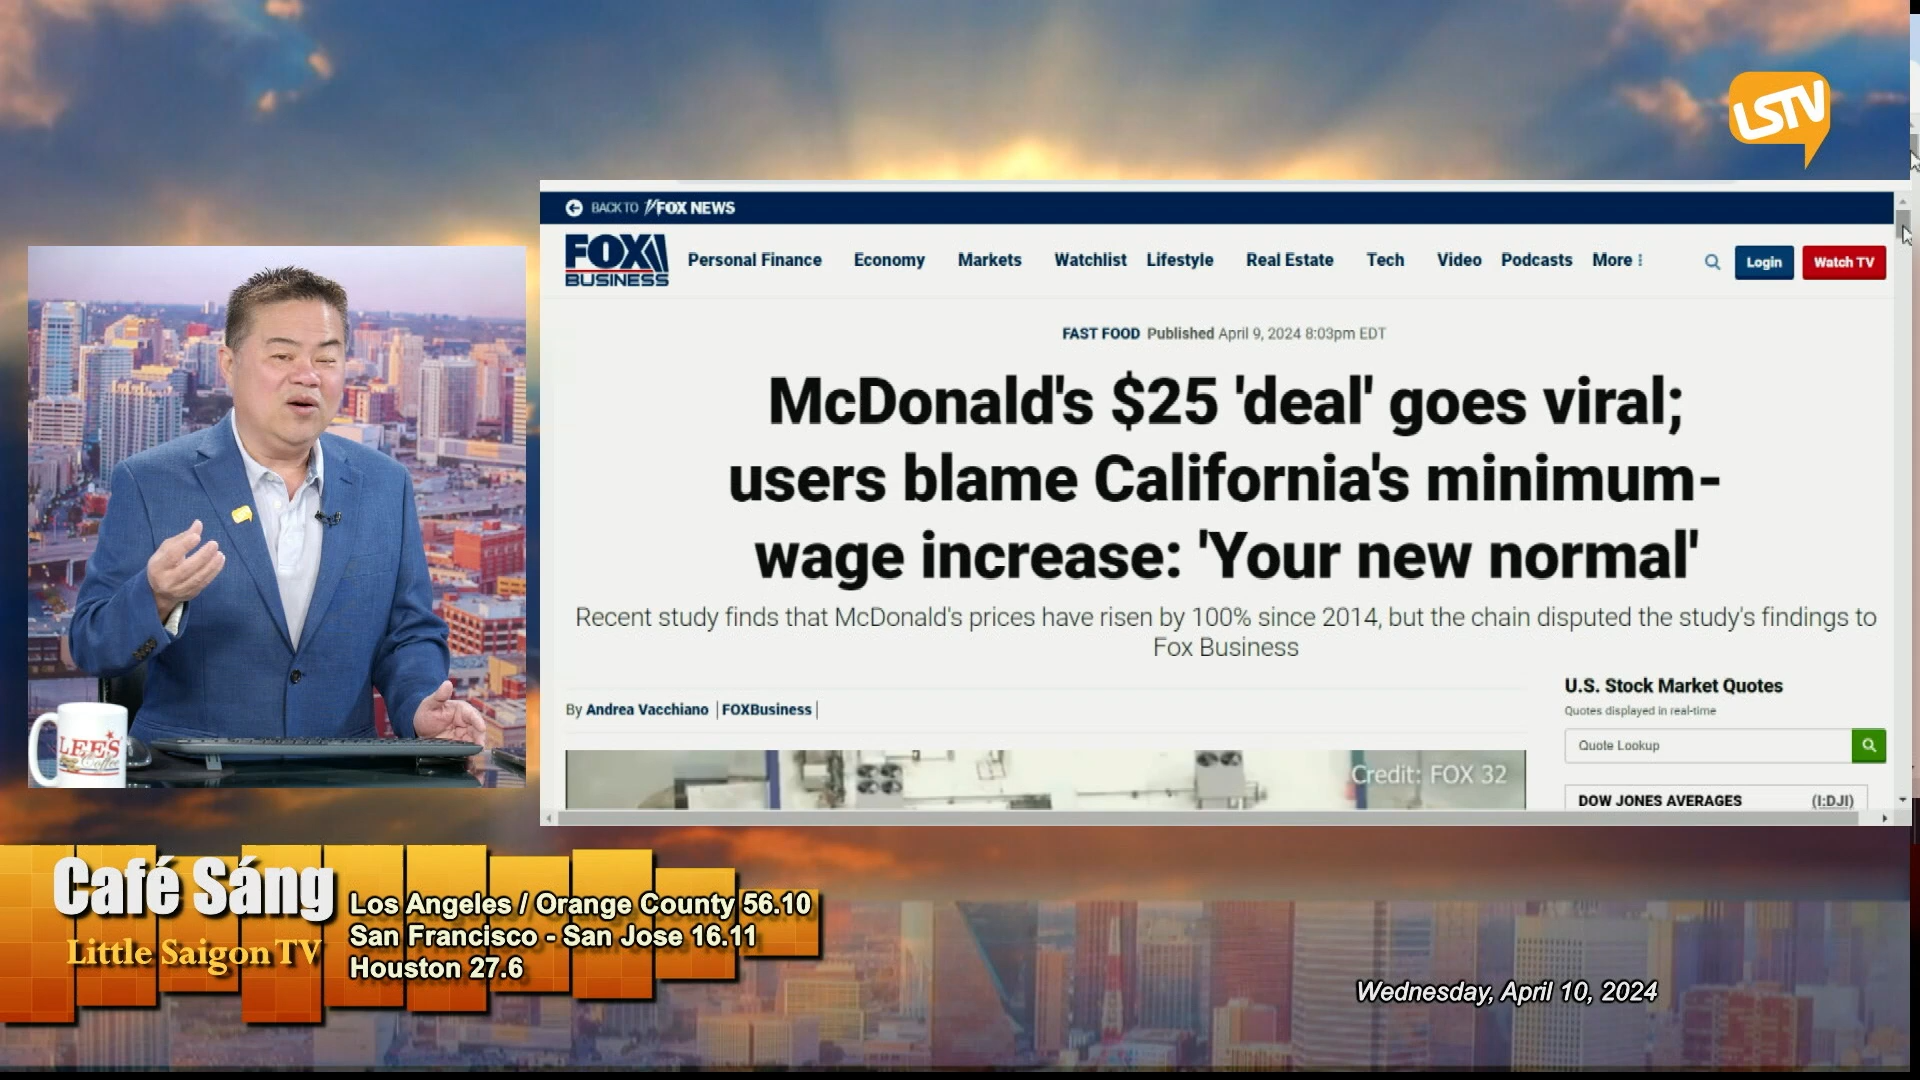 LSTV
BACK TO FOX NEWS
FOX BUSINESS
Personal Finance Economy Markets Watchlist Lifestyle Real Estate Tech Video Podcasts More Login Watch TV
FAST FOOD Published April 9, 2024 8:03pm EDT
McDonald's $25 'deal' goes viral;
users blame California's minimum-
wage increase: 'Your new normal'
Recent study finds that McDonald's prices have risen by 100% since 2014, but the chain disputed the study's findings to
Fox Business
By Andrea Vacchiano | FOXBusiness |
U.S. Stock Market Quotes
Quotes displayed in real-time
Quote Lookup
DOW JONES AVERAGES (I:DJI)
Credit: FOX 32
LEE'S
Coffee
Café Sáng
Little Saigon TV
Los Angeles / Orange County 56.10
San Francisco - San Jose 16.11
Houston 27.6
Wednesday, April 10, 2024